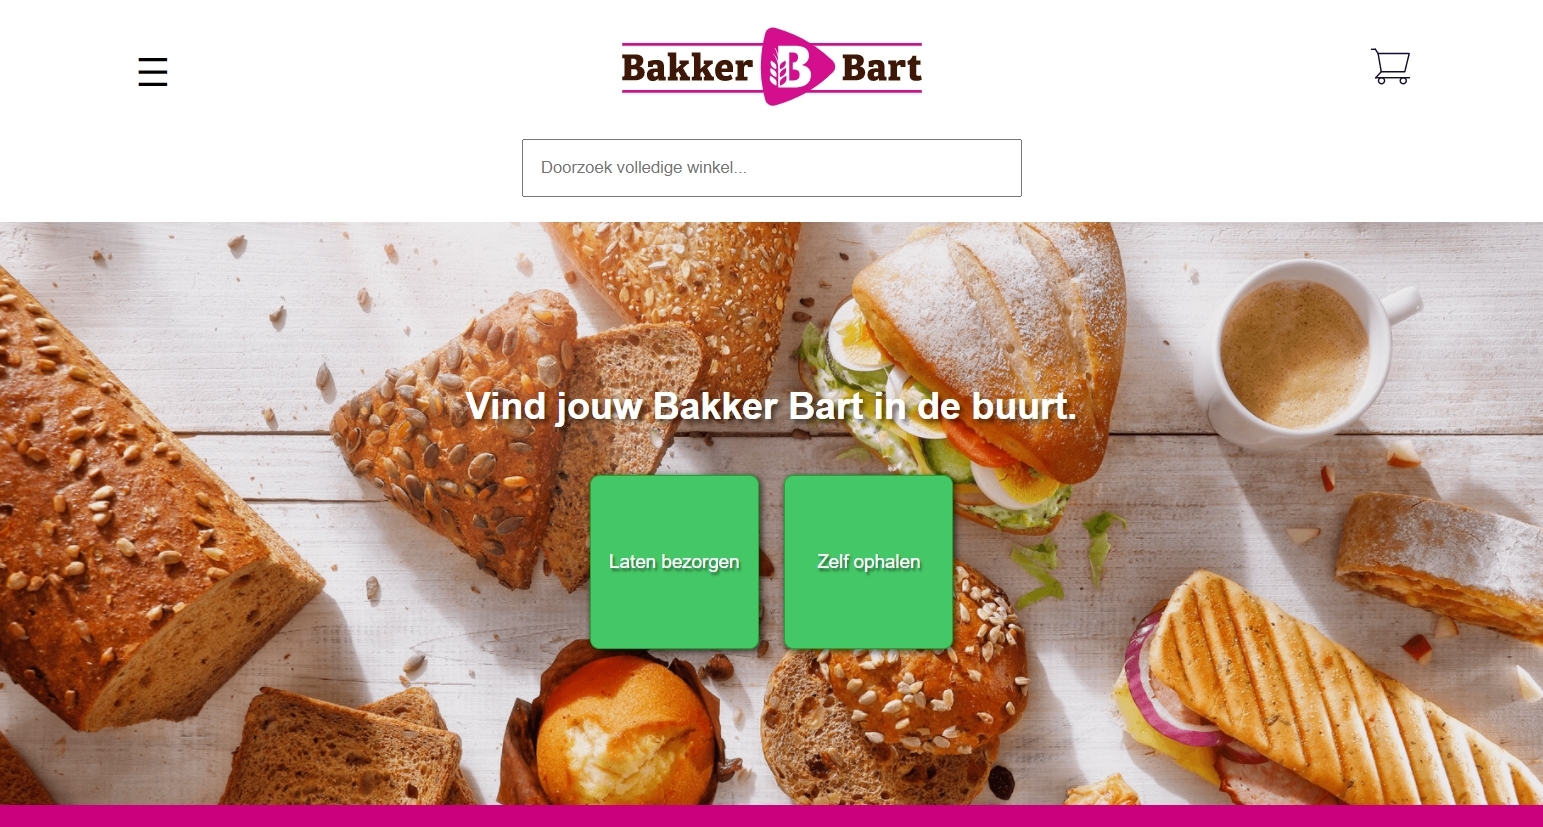 Bakker B Bart
Doorzoek volledige winkel...
Vind jouw Bakker Bart in de buurt.
Laten bezorgen
Zelf ophalen